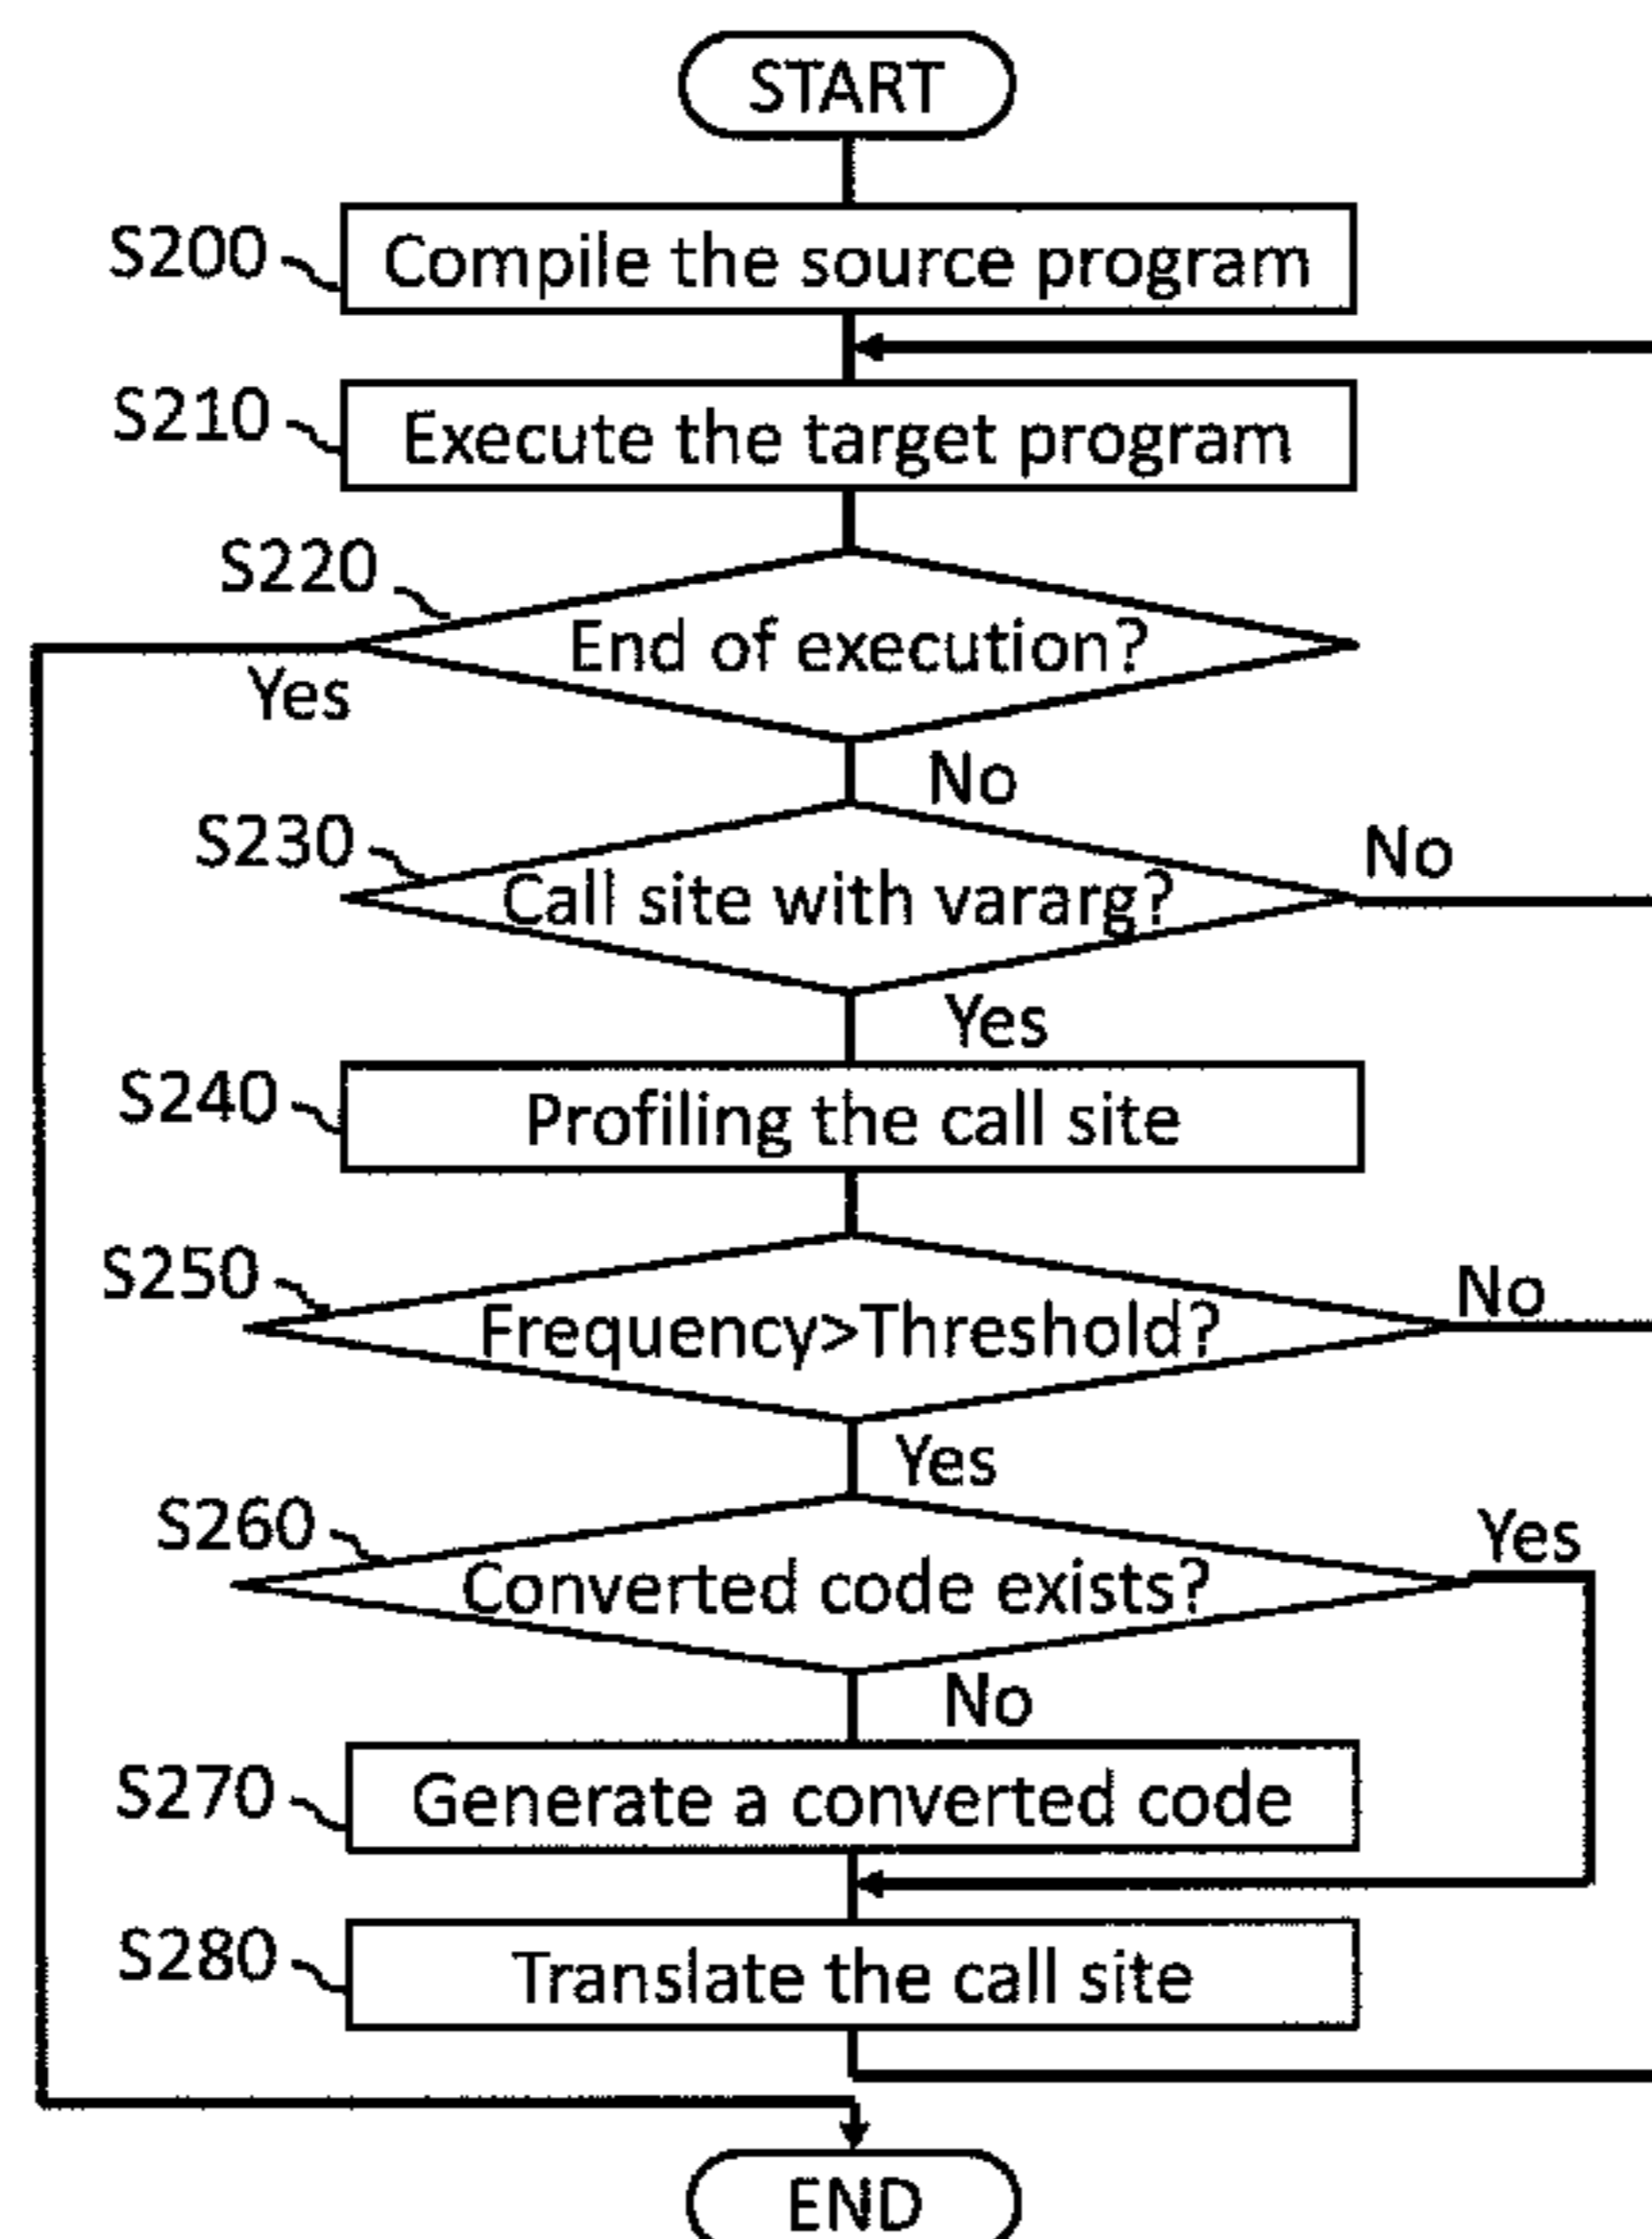 START
S200
Compile the source program
S210
Execute the target program
S220
End of execution?
Yes
No
S230
Call site with vararg?
No
Yes
S240
Profiling the call site
S250
Frequency>Threshold?
No
Yes
S260
Converted code exists?
Yes
No
S270
Generate a converted code
S280
Translate the call site
END